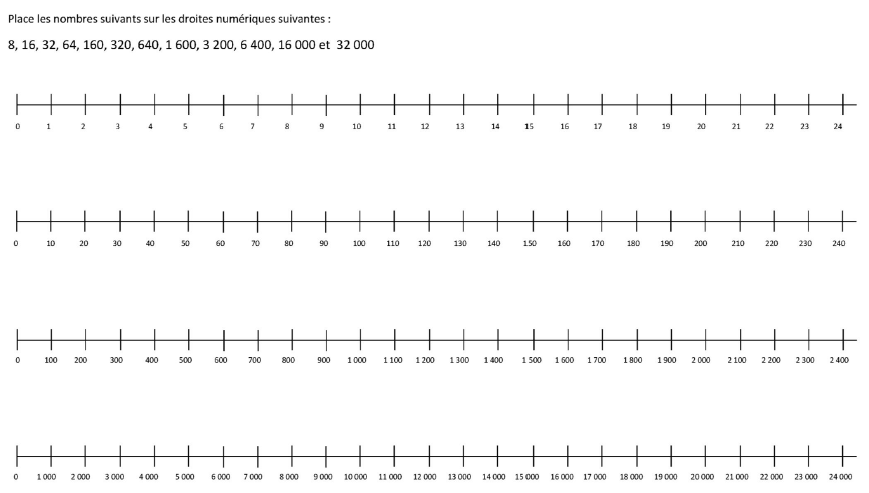 Place les nombres suivants sur les droites numériques suivantes :
8, 16, 32, 64, 160, 320, 640, 1 600, 3 200, 6 400, 16 000 et 32 000
0 1 2 3 4 5 6 7 8 9 10 11 12 13 14 15 16 17 18 19 20 21 22 23 24
0 10 20 30 40 50 60 70 80 90 100 110 120 130 140 150 160 170 180 190 200 210 220 230 240
0 100 200 300 400 500 600 700 800 900 1 000 1 100 1 200 1 300 1 400 1 500 1 600 1 700 1 800 1 900 2 000 2 100 2 200 2 300 2 400
0 1 000 2 000 3 000 4 000 5 000 6 000 7 000 8 000 9 000 10 000 11 000 12 000 13 000 14 000 15 000 16 000 17 000 18 000 19 000 20 000 21 000 22 000 23 000 24 000